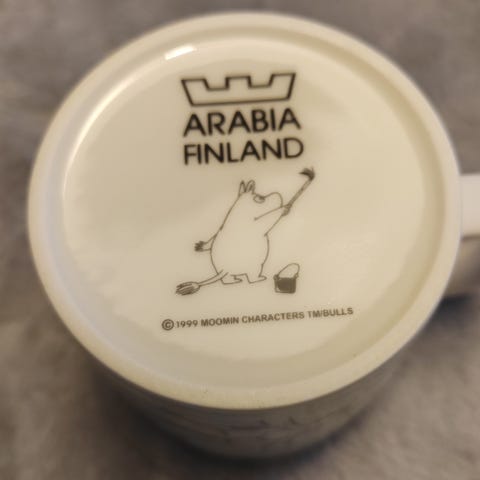 ARABIA
FINLAND
©1999 MOOMIN CHARACTERS TM/BULLS